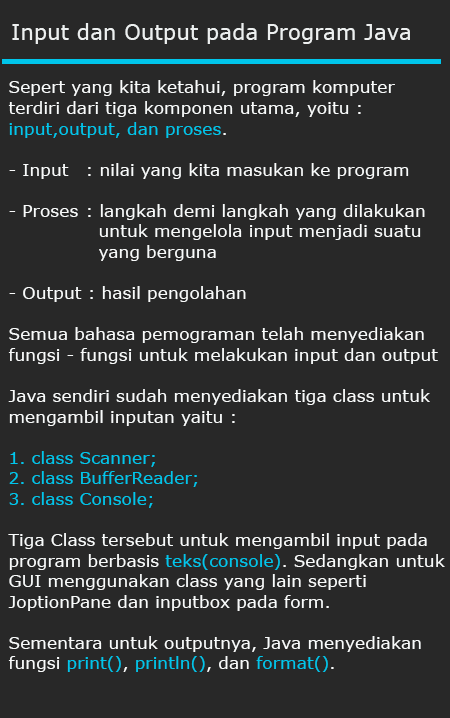 Input dan Output pada Program Java
Sepert yang kita ketahui, program komputer
terdiri dari tiga komponen utama, yoitu :
input,output, dan proses.
- Input : nilai yang kita masukan ke program
- Proses : langkah demi langkah yang dilakukan
untuk mengelola input menjadi suatu
yang berguna
- Output : hasil pengolahan
Semua bahasa pemograman telah menyediakan
fungsi - fungsi untuk melakukan input dan output
Java sendiri sudah menyediakan tiga class untuk
mengambil inputan yaitu :
1. class Scanner;
2. class BufferReader;
3. class Console;
Tiga Class tersebut untuk mengambil input pada
program berbasis teks(console). Sedangkan untuk
GUI menggunakan class yang lain seperti
JoptionPane dan inputbox pada form.
Sementara untuk outputnya, Java menyediakan
fungsi print(), println(), dan format().